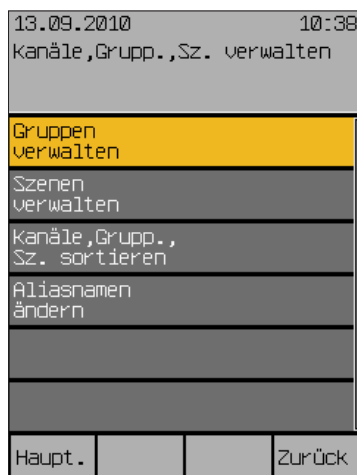 13.09.2010 10:38
Kanäle,Grupp.,Sz. verwalten
Gruppen
verwalten
Szenen
verwalten
Kanäle,Grupp.,
Sz. sortieren
Aliasnamen
ändern
Haupt. Zurück